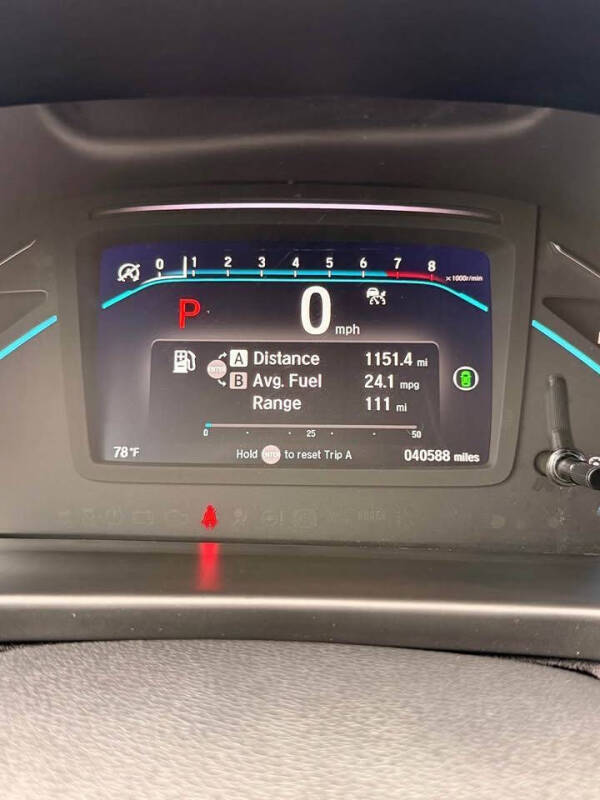 0 1 2 3 4 5 6 7 8
x 1000r/min
P 0 mph
A Distance 1151.4 mi
B Avg. Fuel 24.1 mpg
Range 111 mi
0 25 50
78°F Hold to reset Trip A 040588 miles